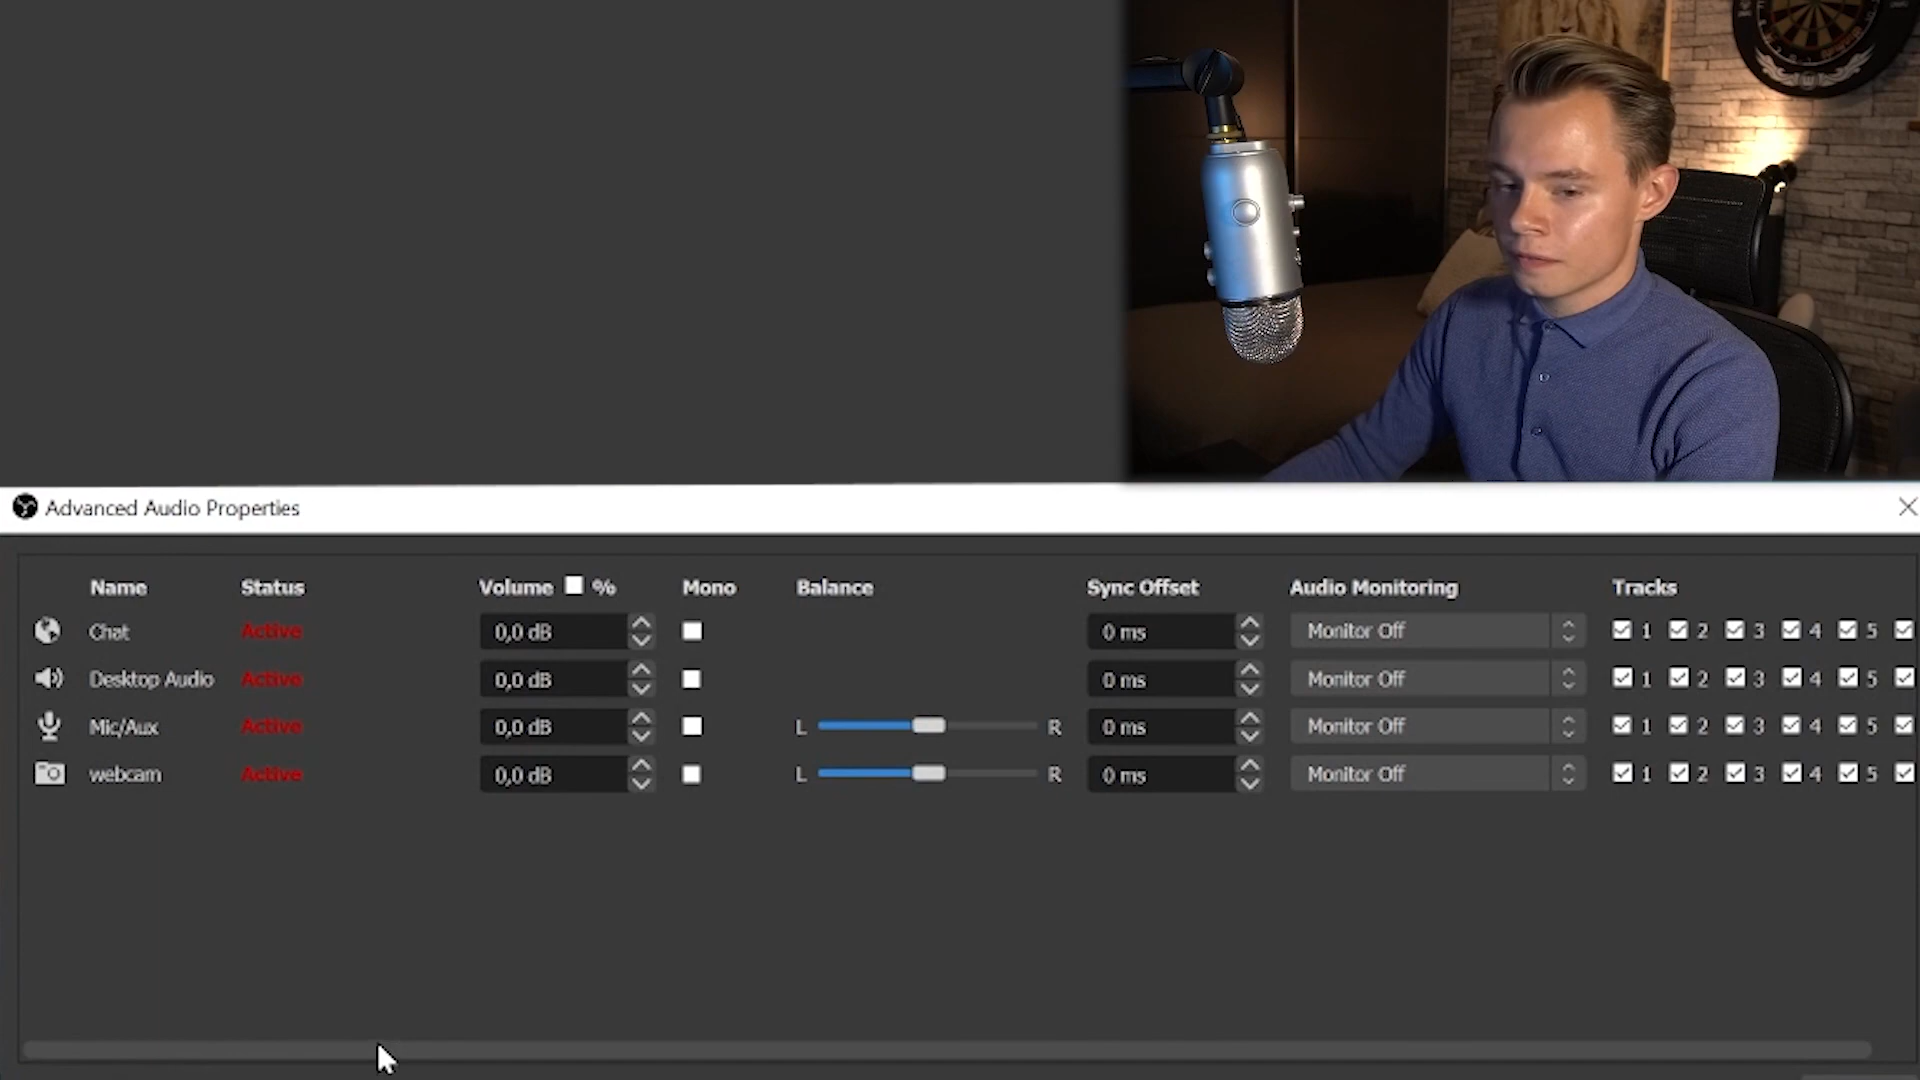 Advanced Audio Properties
Name Status Volume % Mono Balance Sync Offset Audio Monitoring Tracks
Chat Active 0,0 dB 0 ms Monitor Off 1 2 3 4 5
Desktop Audio Active 0,0 dB 0 ms Monitor Off 1 2 3 4 5
Mic/Aux Active 0,0 dB L R 0 ms Monitor Off 1 2 3 4 5
webcam Active 0,0 dB L R 0 ms Monitor Off 1 2 3 4 5